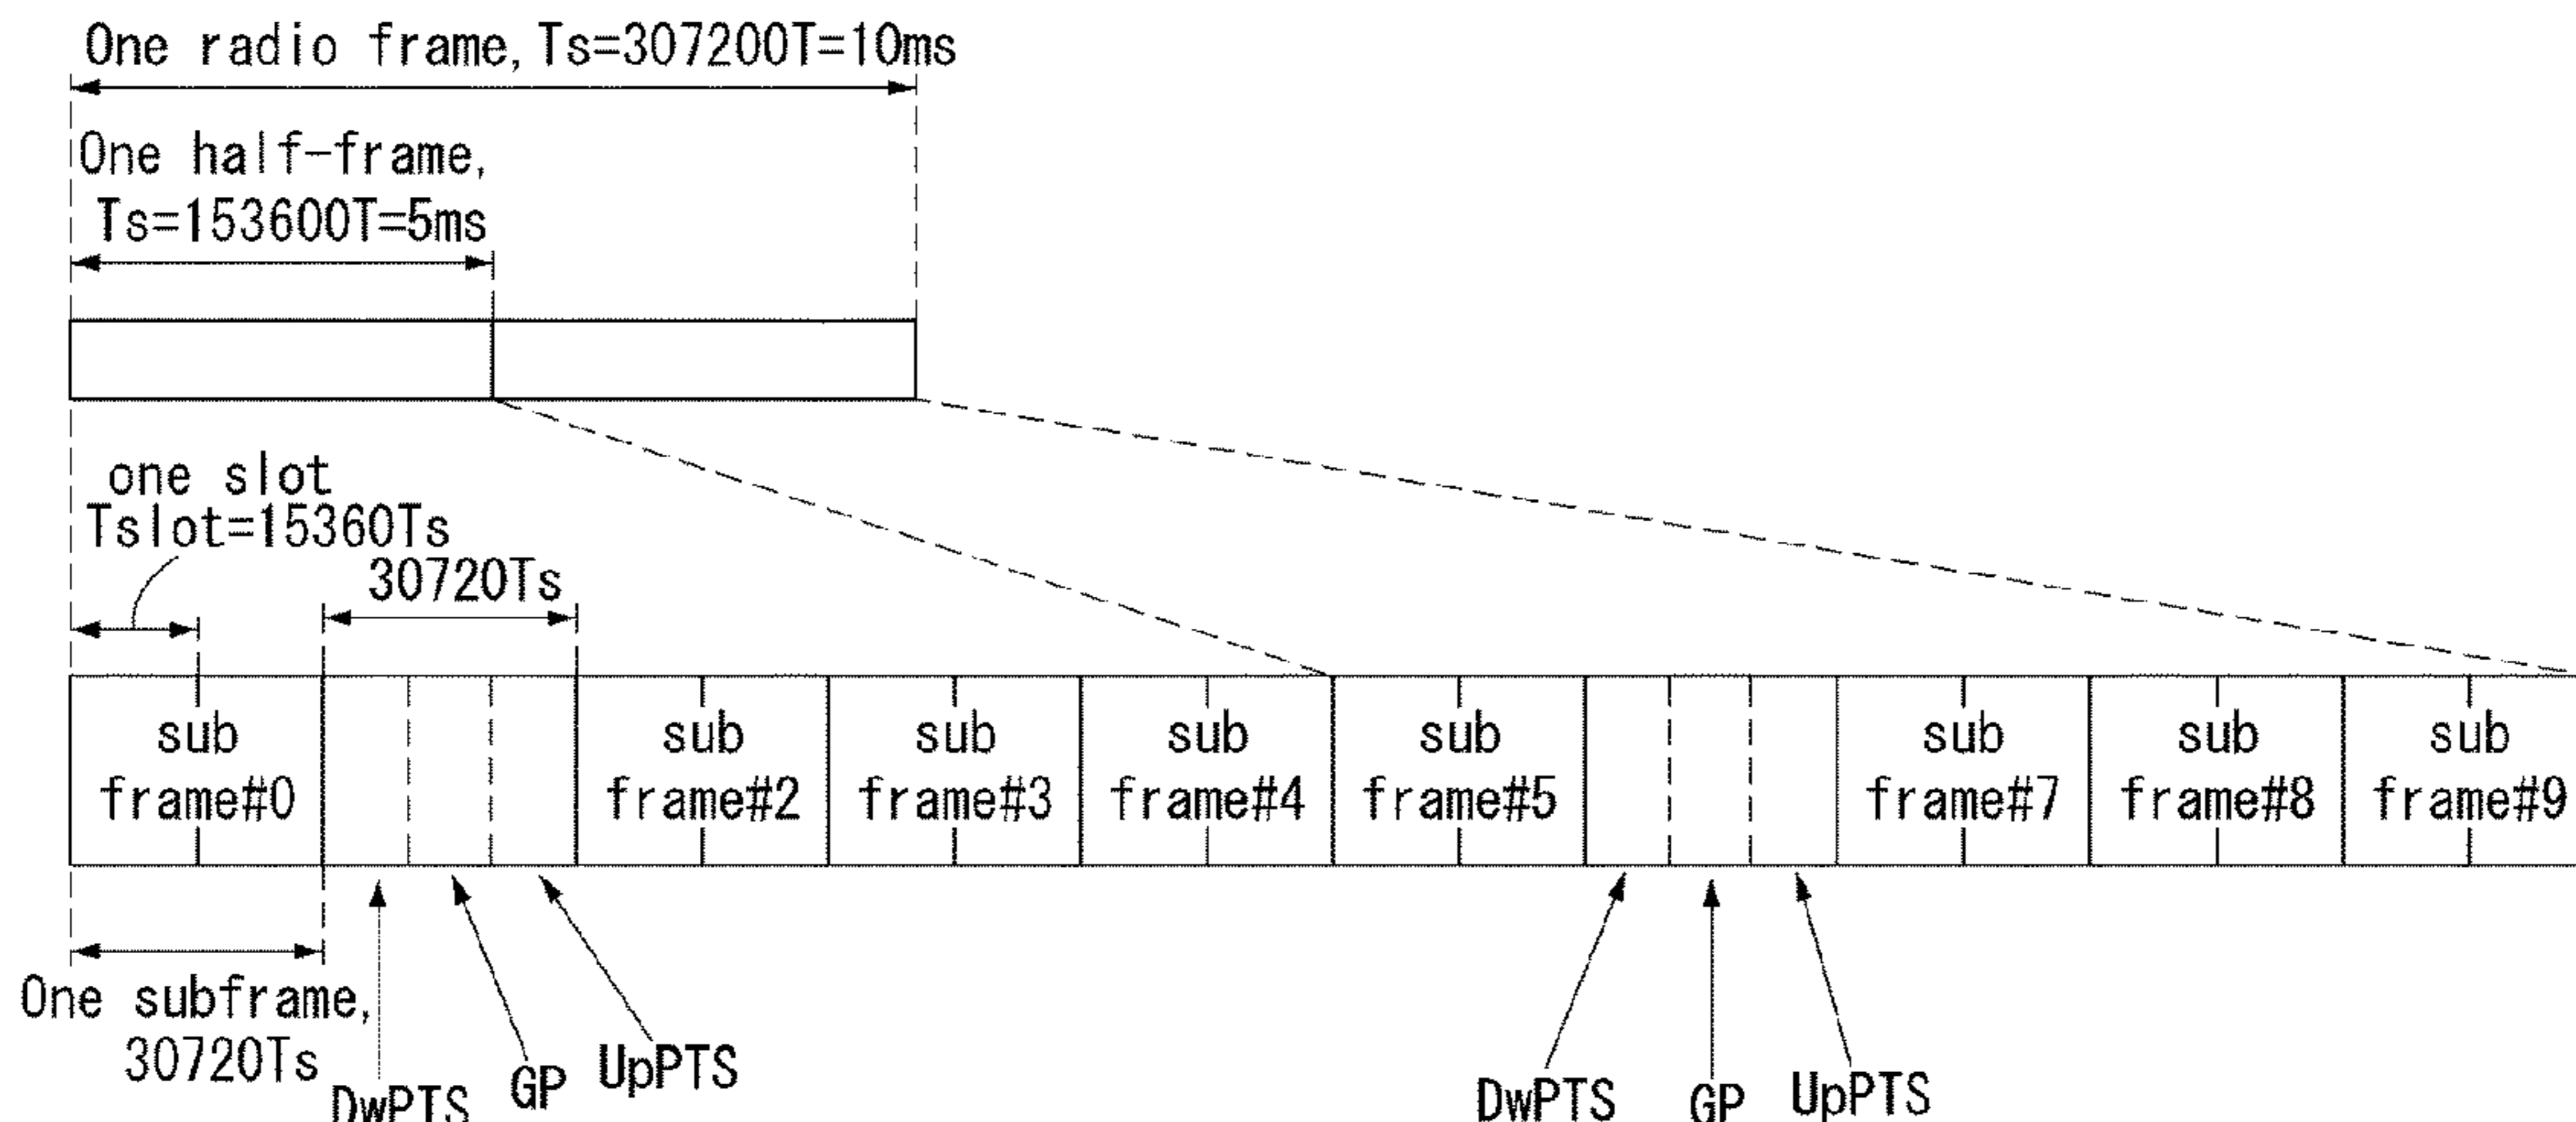 One radio frame, Ts=307200T=10ms
One half-frame,
Ts=153600T=5ms
one slot
Tslot=15360Ts
30720Ts
sub
frame#0
sub
frame#2
sub
frame#3
sub
frame#4
sub
frame#5
sub
frame#7
sub
frame#8
sub
frame#9
One subframe,
30720Ts
DwPTS
GP
UpPTS
DwPTS
GP
UpPTS